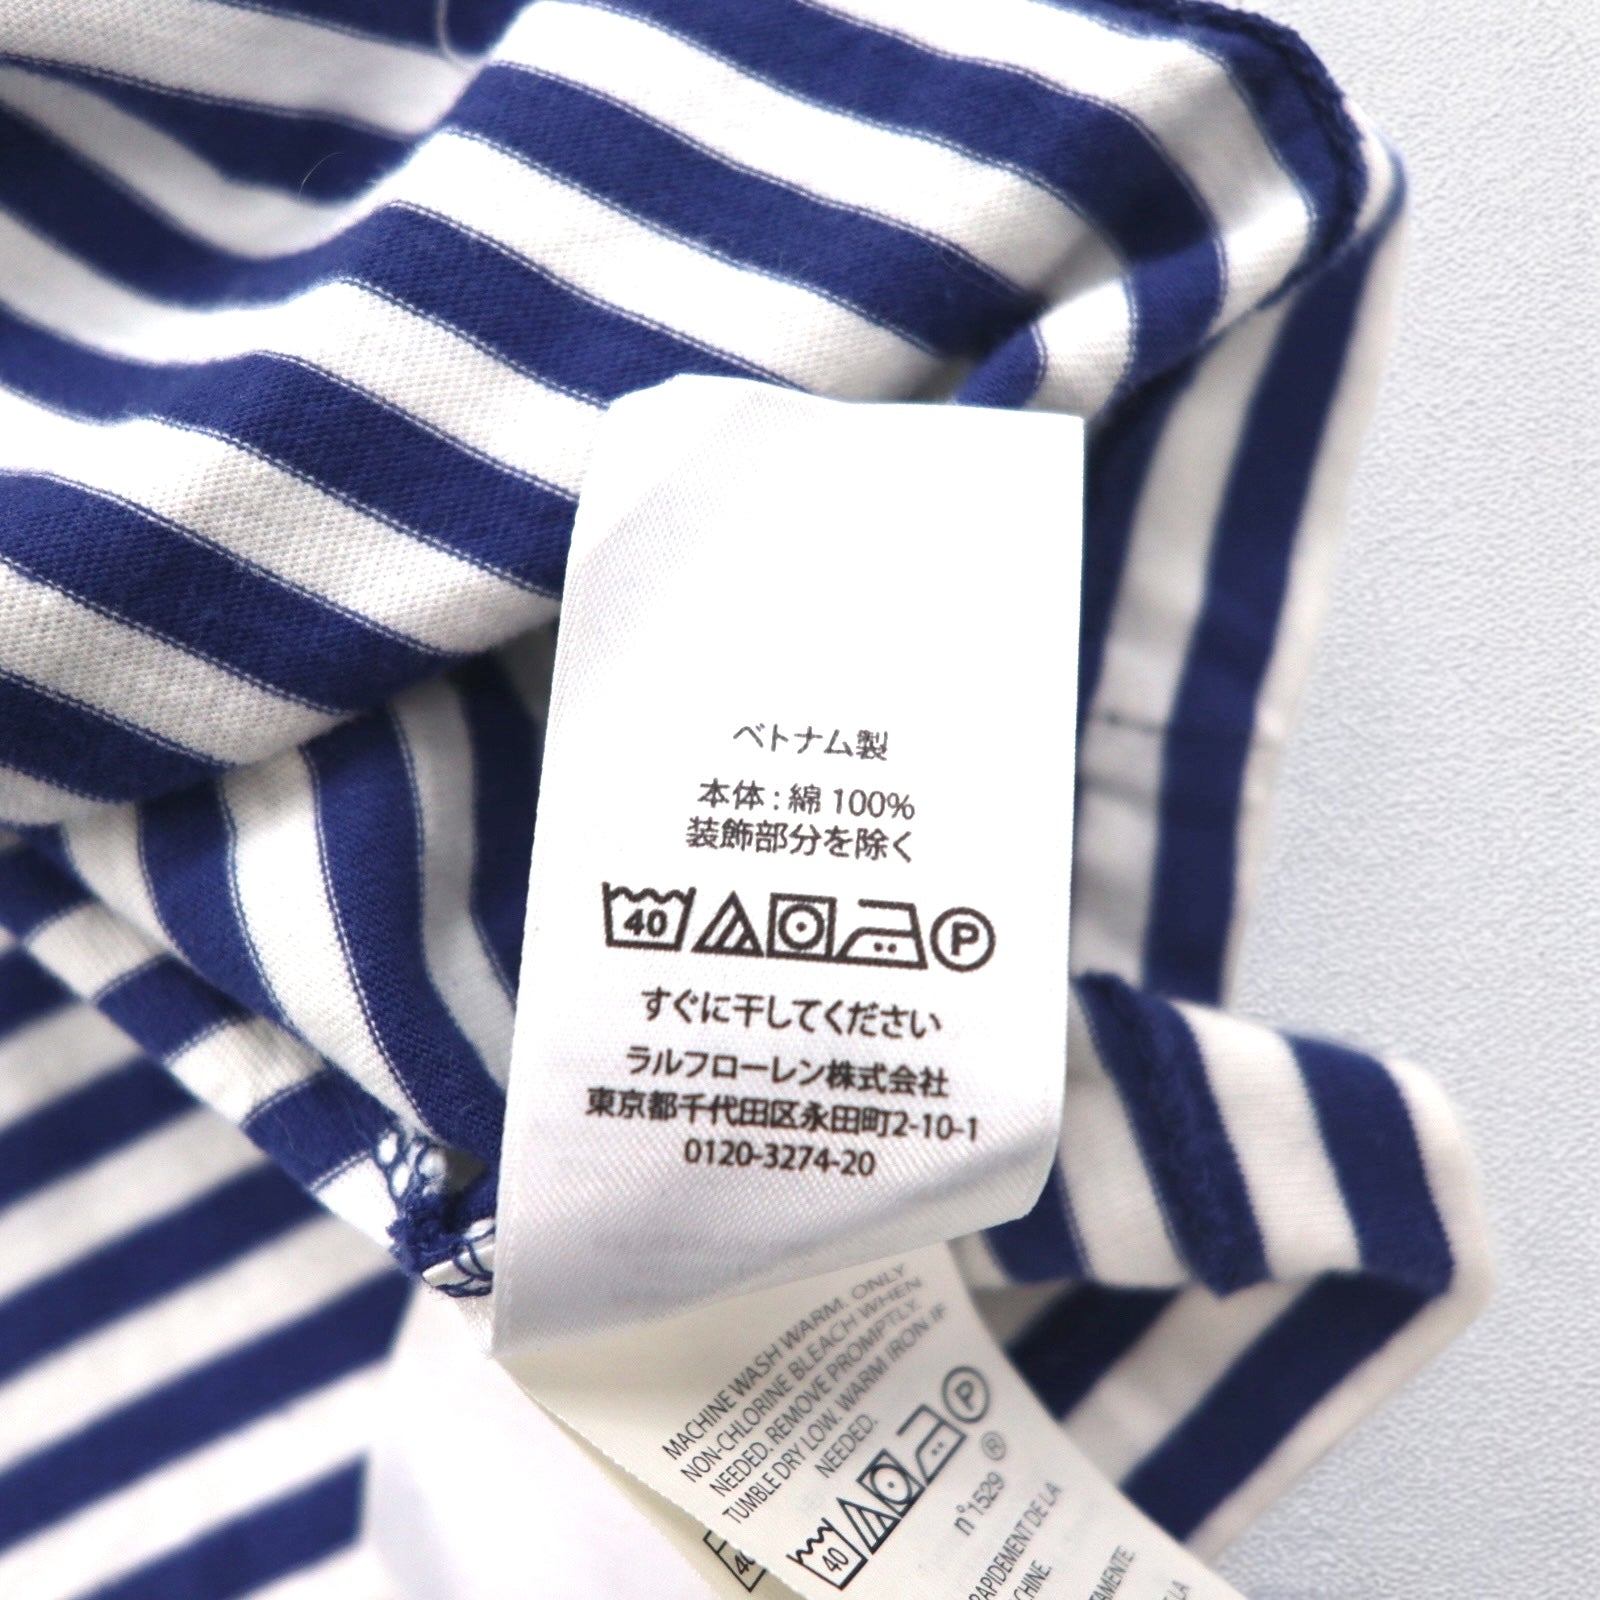 ベトナム製
本体 : 綿 100%
装飾部分を除く
40 P
すぐに干してください
ラルフローレン株式会社
東京都千代田区永田町2-10-1
0120-3274-20
MACHINE WASH WARM. ONLY
NON-CHLORINE BLEACH WHEN
NEEDED. REMOVE PROMPTLY.
TUMBLE DRY LOW. WARM IRON IF
NEEDED.
40 P ®
n°1529
RAPIDEMENT DE LA